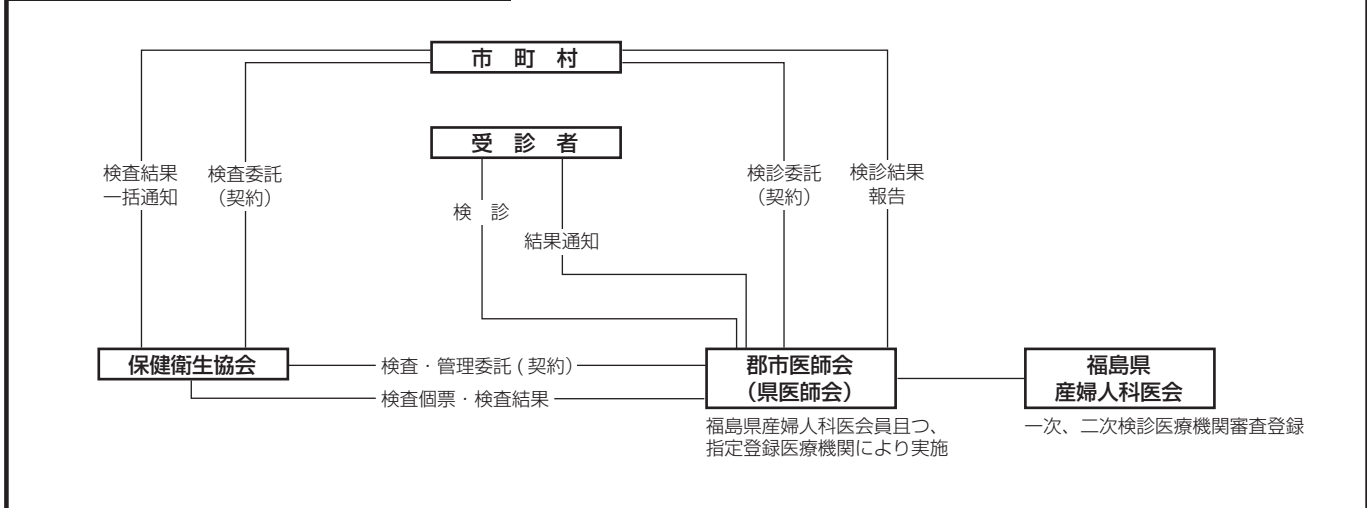 市 町 村
受 診 者
検査結果
一括通知
検査委託
(契約)
検診委託
(契約)
検診結果
報告
検 診
結果通知
保健衛生協会
検査・管理委託 ( 契約)
検査個票・検査結果
郡市医師会
(県医師会)
福島県
産婦人科医会
福島県産婦人科医会員且つ、
指定登録医療機関により実施
一次、二次検診医療機関審査登録